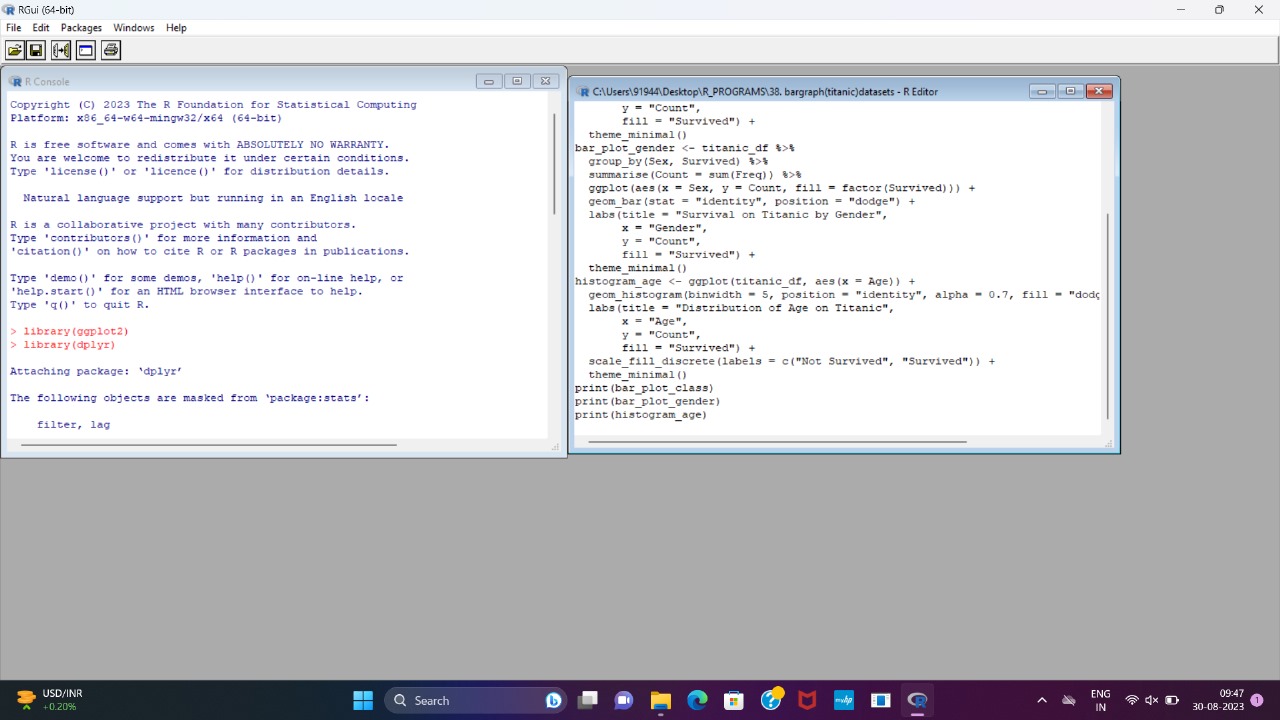 RGui (64-bit)
File Edit Packages Windows Help
R Console
Copyright (C) 2023 The R Foundation for Statistical Computing
Platform: x86_64-w64-mingw32/x64 (64-bit)
R is free software and comes with ABSOLUTELY NO WARRANTY.
You are welcome to redistribute it under certain conditions.
Type 'license()' or 'licence()' for distribution details.
Natural language support but running in an English locale
R is a collaborative project with many contributors.
Type 'contributors()' for more information and
'citation()' on how to cite R or R packages in publications.
Type 'demo()' for some demos, 'help()' for on-line help, or
'help.start()' for an HTML browser interface to help.
Type 'q()' to quit R.
> library(ggplot2)
> library(dplyr)
Attaching package: ‘dplyr’
The following objects are masked from ‘package:stats’:
filter, lag
C:\Users\91944\Desktop\R_PROGRAMS\38. bargraph(titanic)datasets - R Editor
y = "Count",
fill = "Survived") +
theme_minimal()
bar_plot_gender <- titanic_df %>%
group_by(Sex, Survived) %>%
summarise(Count = sum(Freq)) %>%
ggplot(aes(x = Sex, y = Count, fill = factor(Survived))) +
geom_bar(stat = "identity", position = "dodge") +
labs(title = "Survival on Titanic by Gender",
x = "Gender",
y = "Count",
fill = "Survived") +
theme_minimal()
histogram_age <- ggplot(titanic_df, aes(x = Age)) +
geom_histogram(binwidth = 5, position = "identity", alpha = 0.7, fill = "dodg
labs(title = "Distribution of Age on Titanic",
x = "Age",
y = "Count",
fill = "Survived") +
scale_fill_discrete(labels = c("Not Survived", "Survived")) +
theme_minimal()
print(bar_plot_class)
print(bar_plot_gender)
print(histogram_age)
USD/INR
+0.20%
Search
myhp
ENG
IN
09:47
30-08-2023
1